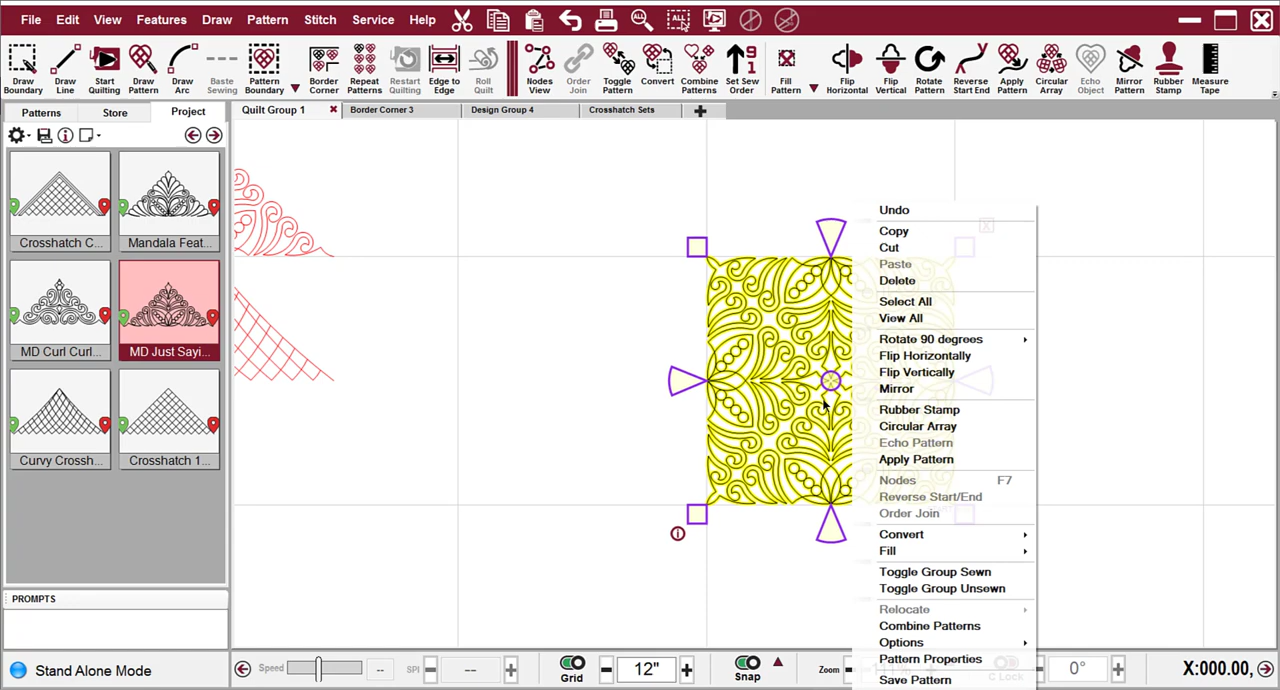 File Edit View Features Draw Pattern Stitch Service Help
Draw Boundary
Draw Line
Start Quilting
Draw Pattern
Draw Arc
Baste Sewing
Pattern Boundary
Border Corner
Repeat Patterns
Restart Quilting
Edge to Edge
Roll Quilt
Nodes View
Order Join
Toggle Pattern
Convert
Combine Patterns
Set Sew Order
Fill Pattern
Flip Horizontal
Flip Vertical
Rotate Pattern
Reverse Start End
Apply Pattern
Circular Array
Echo Object
Mirror Pattern
Rubber Stamp
Measure Tape
Patterns Store Project
Quilt Group 1 Border Corner 3 Design Group 4 Crosshatch Sets
Crosshatch C... Mandala Feat...
MD Curl Curl... MD Just Sayi...
Curvy Crossh... Crosshatch 1...
PROMPTS
Stand Alone Mode
Undo
Copy
Cut
Paste
Delete
Select All
View All
Rotate 90 degrees
Flip Horizontally
Flip Vertically
Mirror
Rubber Stamp
Circular Array
Echo Pattern
Apply Pattern
Nodes F7
Reverse Start/End
Order Join
Convert
Fill
Toggle Group Sewn
Toggle Group Unsewn
Relocate
Combine Patterns
Options
Pattern Properties
Save Pattern
Speed -- SPI -- Grid 12" Snap Zoom C Lock 0° X:000.00,